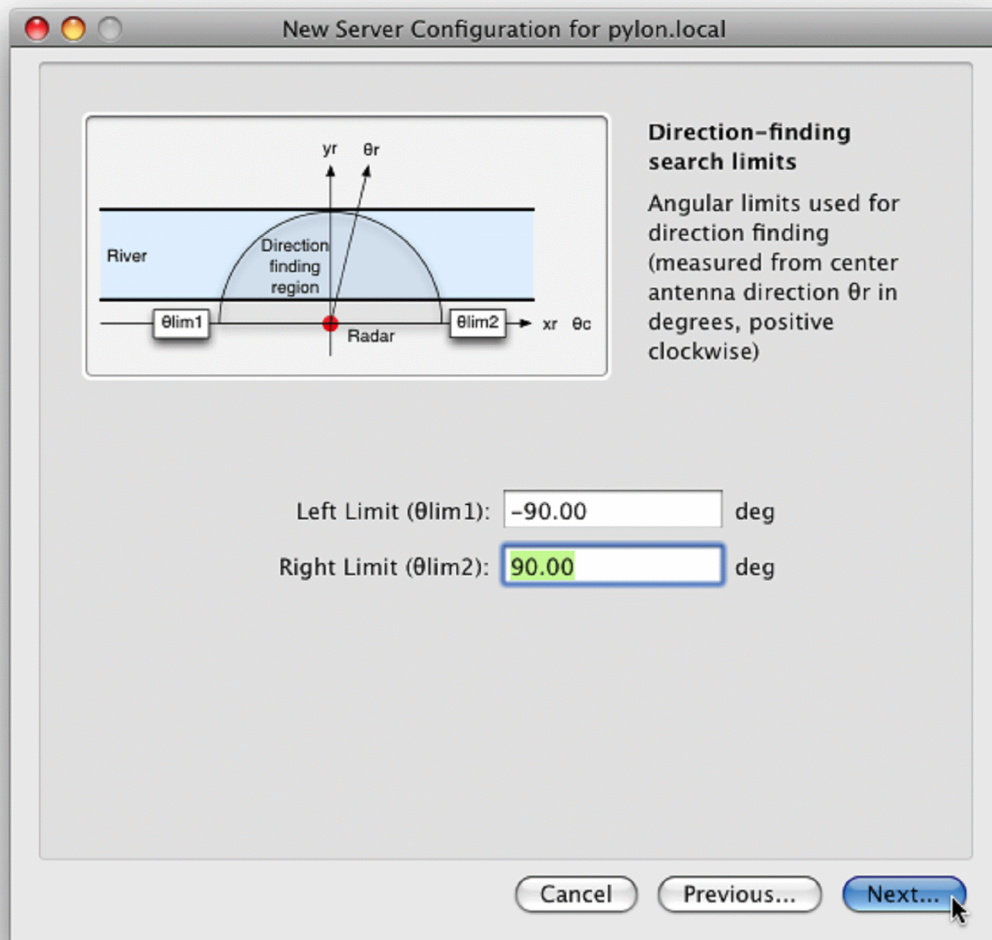 New Server Configuration for pylon.local
yr θr
River
Direction
finding
region
θlim1
θlim2
xr θc
Radar
Direction-finding
search limits
Angular limits used for
direction finding
(measured from center
antenna direction θr in
degrees, positive
clockwise)
Left Limit (θlim1): -90.00 deg
Right Limit (θlim2): 90.00 deg
Cancel Previous... Next...